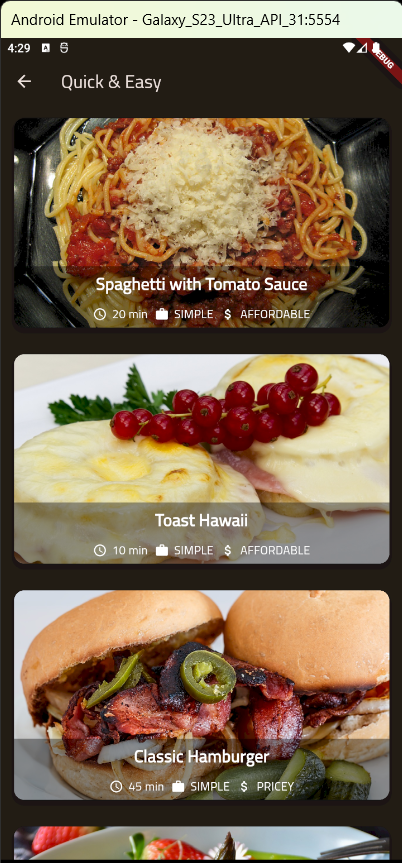 Android Emulator - Galaxy_S23_Ultra_API_31:5554
4:29
A
DEBUG
Quick & Easy
Spaghetti with Tomato Sauce
20 min SIMPLE $ AFFORDABLE
Toast Hawaii
10 min SIMPLE $ AFFORDABLE
Classic Hamburger
45 min SIMPLE $ PRICEY